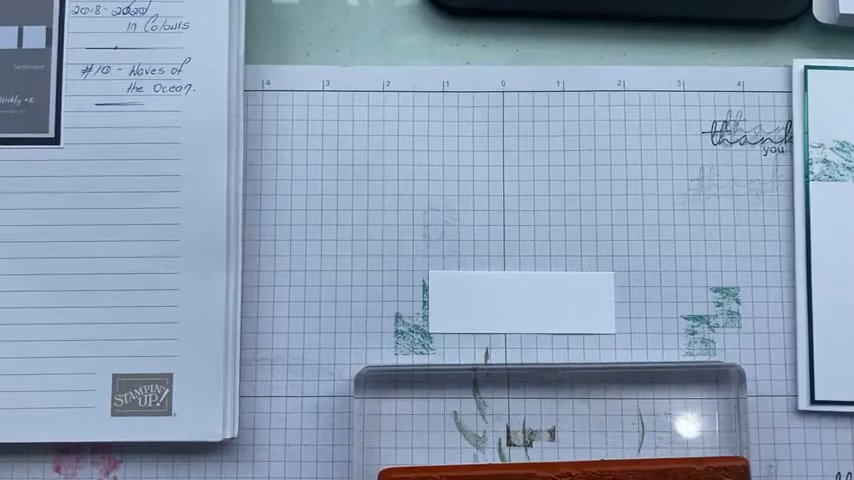 2018-2020
in Colours.
#10 - Waves of
the Ocean.
STAMPIN' UP!
4 3 2 1 0 1 2 3 4
thank
you